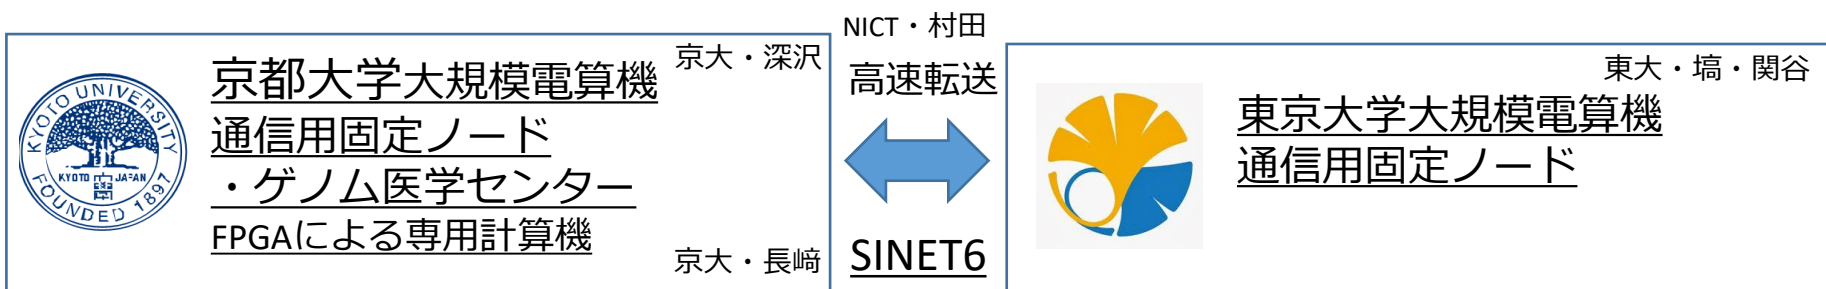 京大・深沢
KYOTO UNIVERSITY
KYOTO JAPAN
FOUNDED 1897
京都大学大規模電算機
通信用固定ノード
・ゲノム医学センター
FPGAによる専用計算機
京大・長﨑
NICT・村田
高速転送
SINET6
東大・塙・関谷
東京大学大規模電算機
通信用固定ノード